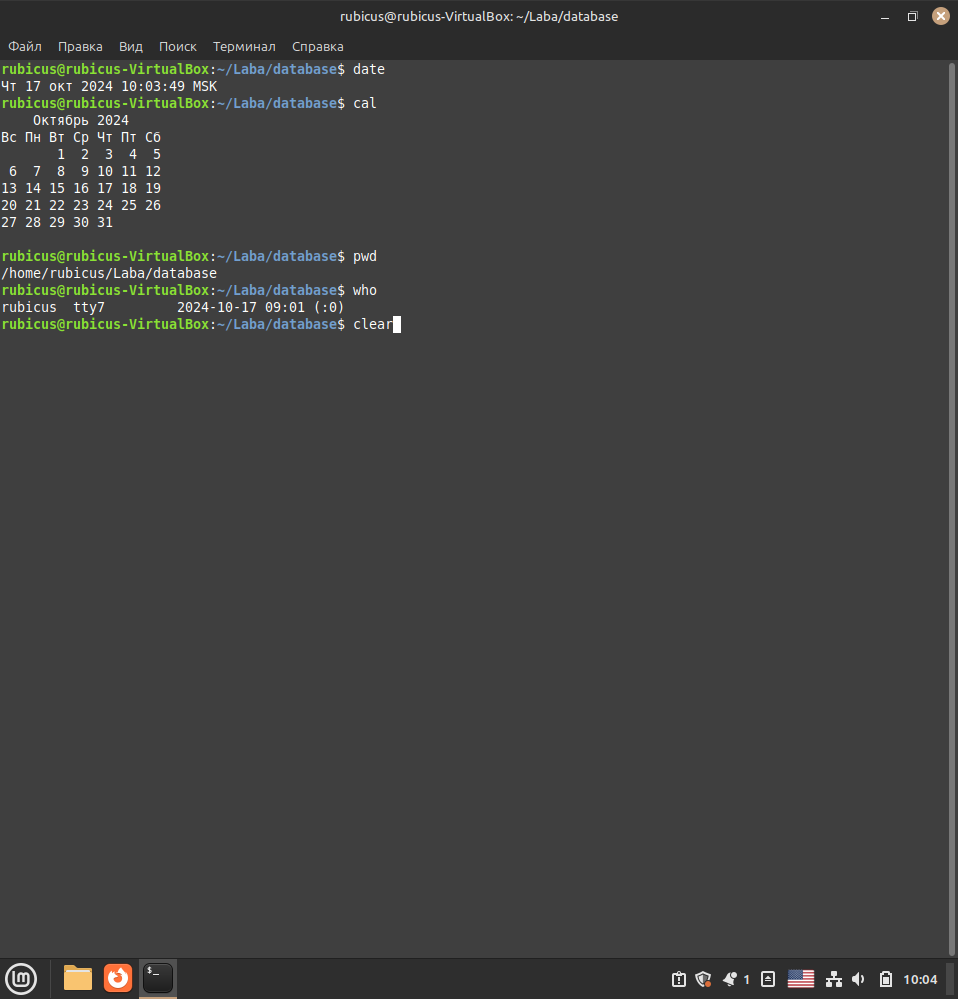 rubicus@rubicus-VirtualBox: ~/Laba/database
Файл Правка Вид Поиск Терминал Справка
rubicus@rubicus-VirtualBox:~/Laba/database$ date
Чт 17 окт 2024 10:03:49 MSK
rubicus@rubicus-VirtualBox:~/Laba/database$ cal
    Октябрь 2024
Вс Пн Вт Ср Чт Пт Сб
       1  2  3  4  5
 6  7  8  9 10 11 12
13 14 15 16 17 18 19
20 21 22 23 24 25 26
27 28 29 30 31
rubicus@rubicus-VirtualBox:~/Laba/database$ pwd
/home/rubicus/Laba/database
rubicus@rubicus-VirtualBox:~/Laba/database$ who
rubicus  tty7         2024-10-17 09:01 (:0)
rubicus@rubicus-VirtualBox:~/Laba/database$ clear
$_ 1 10:04